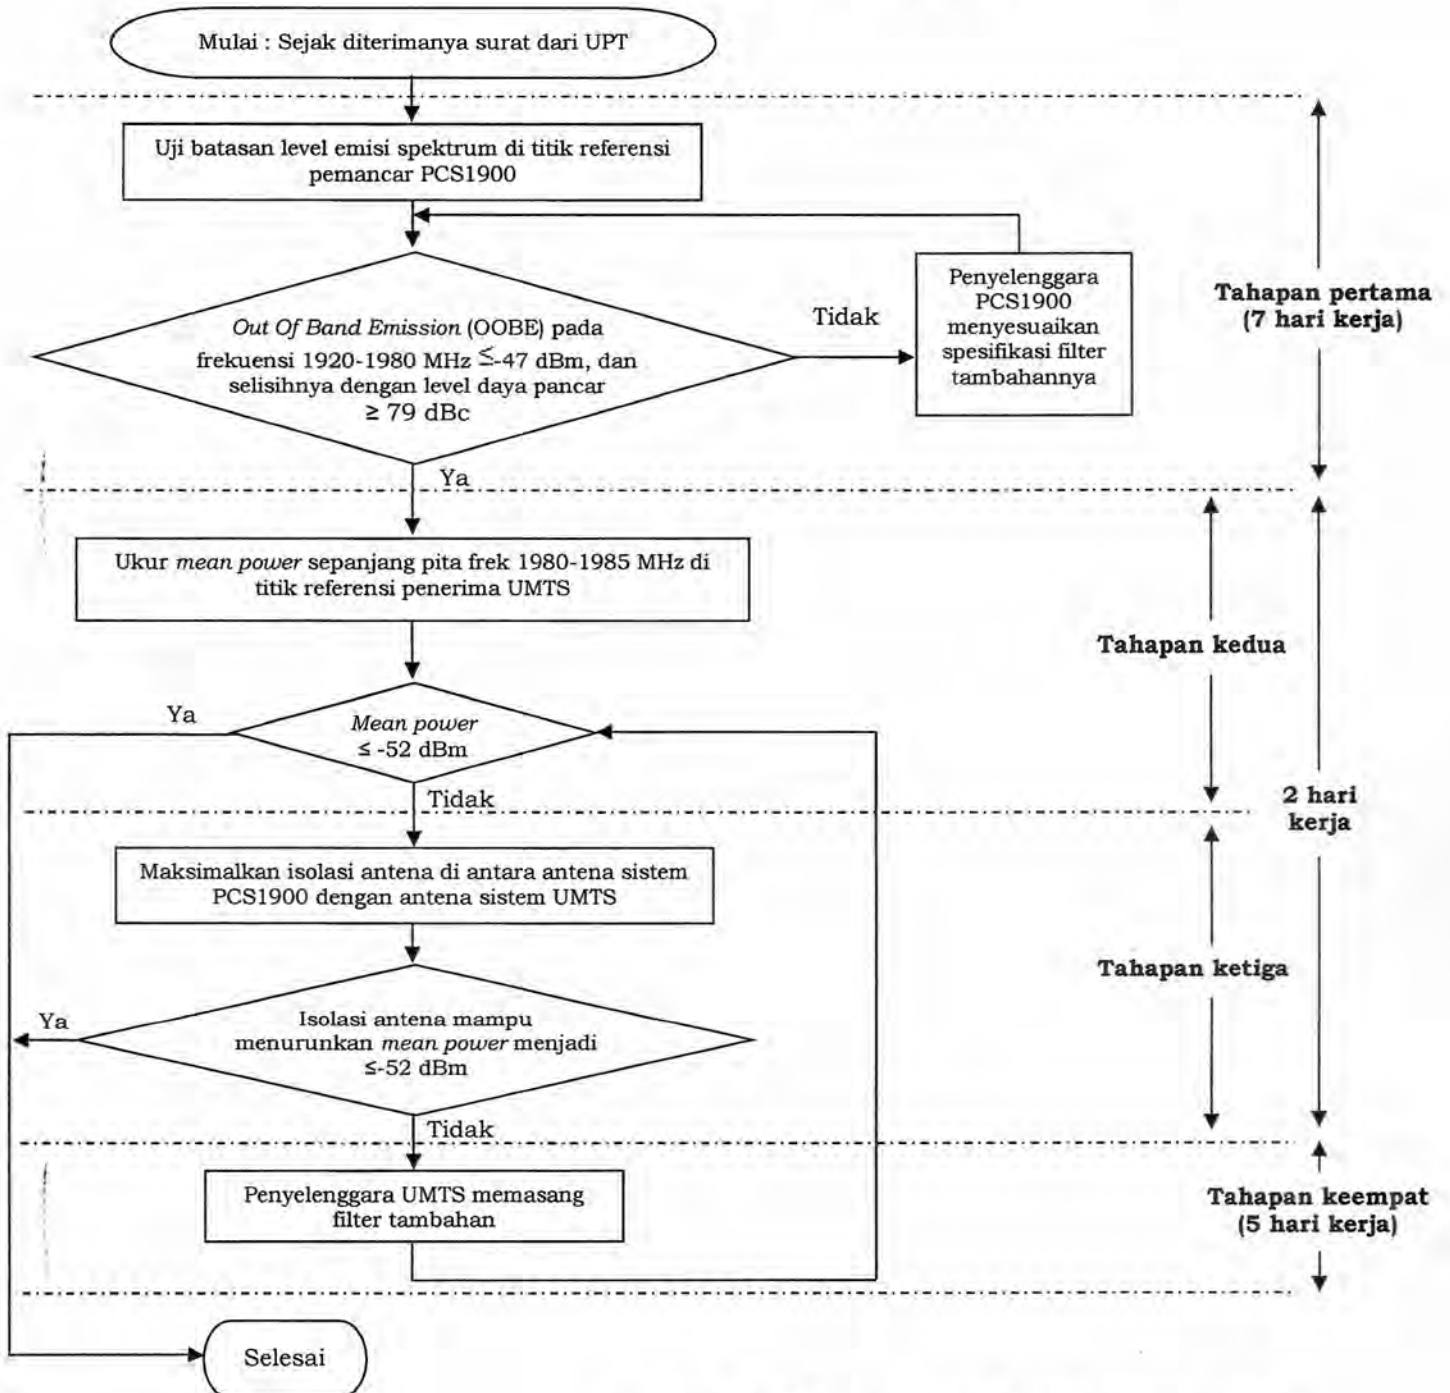 Mulai : Sejak diterimanya surat dari UPT
Uji batasan level emisi spektrum di titik referensi
pemancar PCS1900
Out Of Band Emission (OOBE) pada
frekuensi 1920-1980 MHz ≤-47 dBm, dan
selisihnya dengan level daya pancar
≥ 79 dBc
Tidak
Penyelenggara
PCS1900
menyesuaikan
spesifikasi filter
tambahannya
Tahapan pertama
(7 hari kerja)
Ya
Ukur mean power sepanjang pita frek 1980-1985 MHz di
titik referensi penerima UMTS
Tahapan kedua
Ya
Mean power
≤ -52 dBm
Tidak
2 hari
kerja
Maksimalkan isolasi antena di antara antena sistem
PCS1900 dengan antena sistem UMTS
Tahapan ketiga
Ya
Isolasi antena mampu
menurunkan mean power menjadi
≤-52 dBm
Tidak
Penyelenggara UMTS memasang
filter tambahan
Tahapan keempat
(5 hari kerja)
Selesai